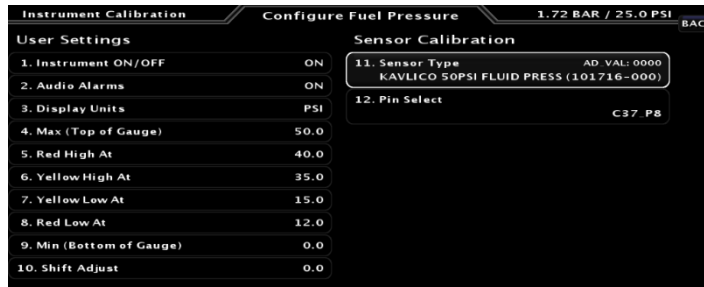 Instrument Calibration
Configure Fuel Pressure
1.72 BAR / 25.0 PSI
BAC
User Settings
1. Instrument ON/OFF ON
2. Audio Alarms ON
3. Display Units PSI
4. Max (Top of Gauge) 50.0
5. Red High At 40.0
6. Yellow High At 35.0
7. Yellow Low At 15.0
8. Red Low At 12.0
9. Min (Bottom of Gauge) 0.0
10. Shift Adjust 0.0
Sensor Calibration
11. Sensor Type AD_VAL: 0000
KAVLICO 50PSI FLUID PRESS (101716-000)
12. Pin Select
C37_P8